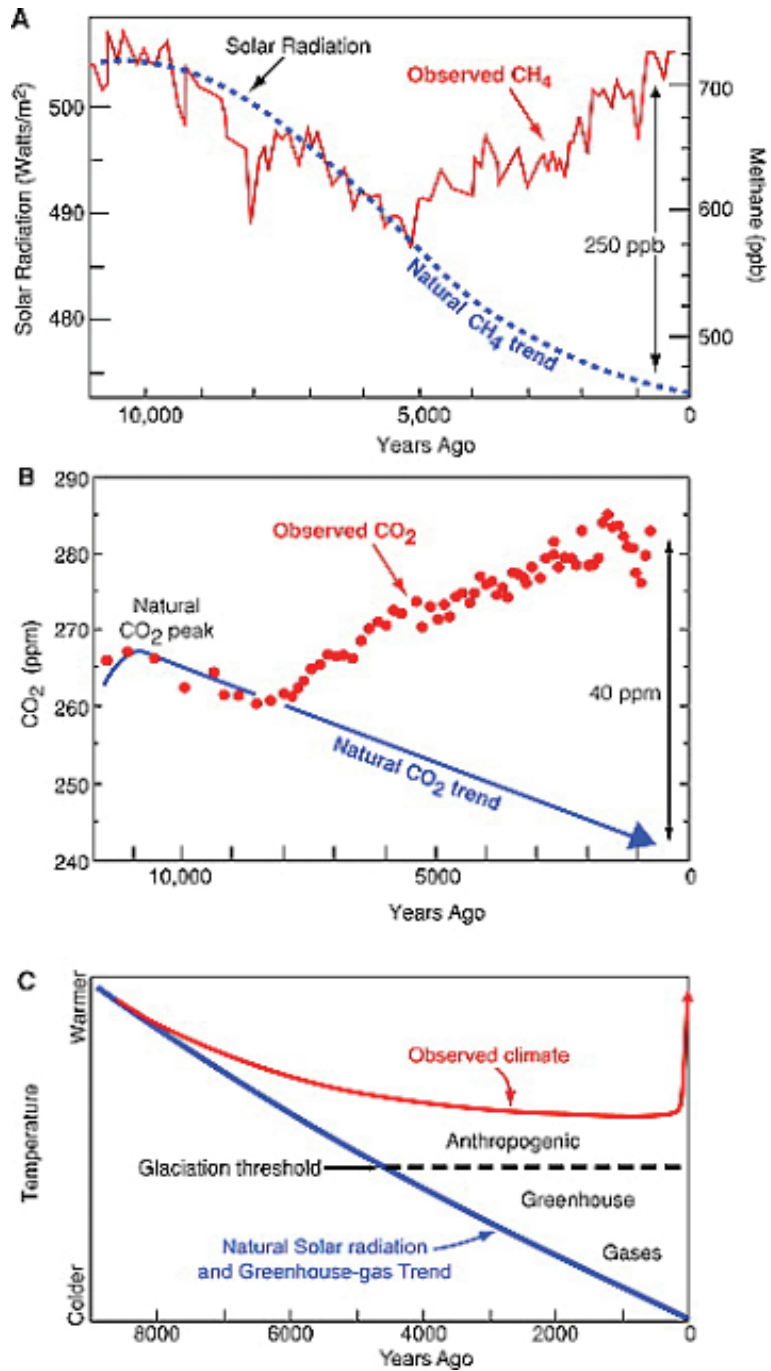 A
Solar Radiation
Observed CH4
Solar Radiation (Watts/m2)
500
490
480
700
600
500
Methane (ppb)
250 ppb
Natural CH4 trend
10,000
5,000
0
Years Ago
B
290
280
270
260
250
240
CO2 (ppm)
Observed CO2
Natural
CO2 peak
40 ppm
Natural CO2 trend
10,000
5000
0
Years Ago
C
Warmer
Temperature
Colder
Observed climate
Anthropogenic
Glaciation threshold
Greenhouse
Natural Solar radiation
and Greenhouse-gas Trend
Gases
8000
6000
4000
2000
0
Years Ago